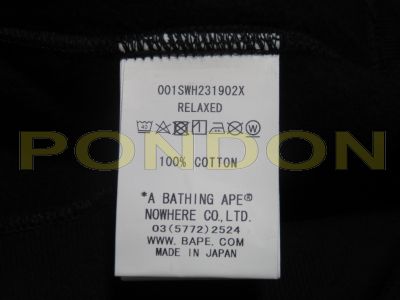 001SWH231902X
RELAXED
40
PONDON
100% COTTON
*A BATHING APE®
NOWHERE CO,.LTD.
03(5772)2524
WWW.BAPE.COM
MADE IN JAPAN